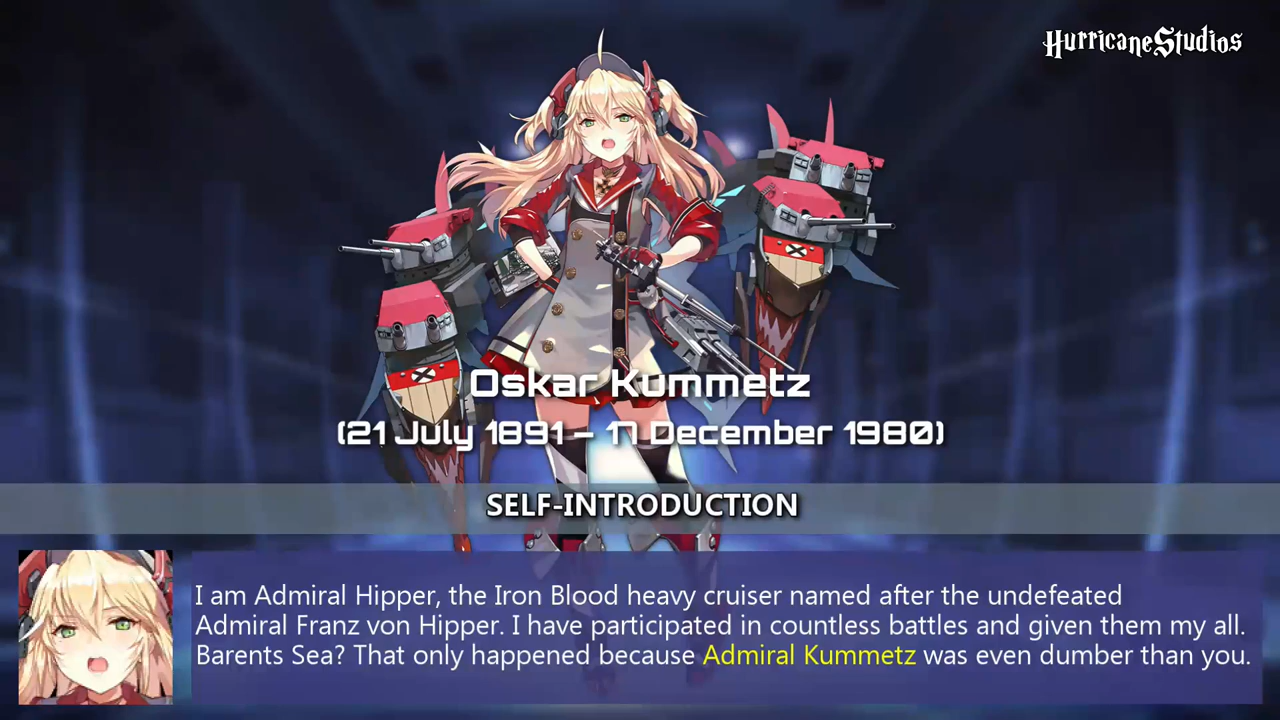 HurricaneStudios
Oskar Kummetz
(21 July 1891 – 17 December 1980)
SELF-INTRODUCTION
I am Admiral Hipper, the Iron Blood heavy cruiser named after the undefeated
Admiral Franz von Hipper. I have participated in countless battles and given them my all.
Barents Sea? That only happened because Admiral Kummetz was even dumber than you.